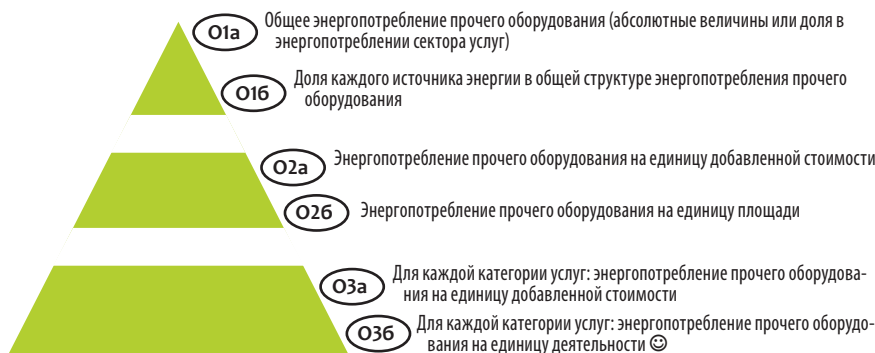 О1а Общее энергопотребление прочего оборудования (абсолютные величины или доля в
энергопотреблении сектора услуг)
О1б Доля каждого источника энергии в общей структуре энергопотребления прочего
оборудования
О2а Энергопотребление прочего оборудования на единицу добавленной стоимости
О2б Энергопотребление прочего оборудования на единицу площади
О3а Для каждой категории услуг: энергопотребление прочего оборудова-
ния на единицу добавленной стоимости
О3б Для каждой категории услуг: энергопотребление прочего оборудо-
вания на единицу деятельности ☺